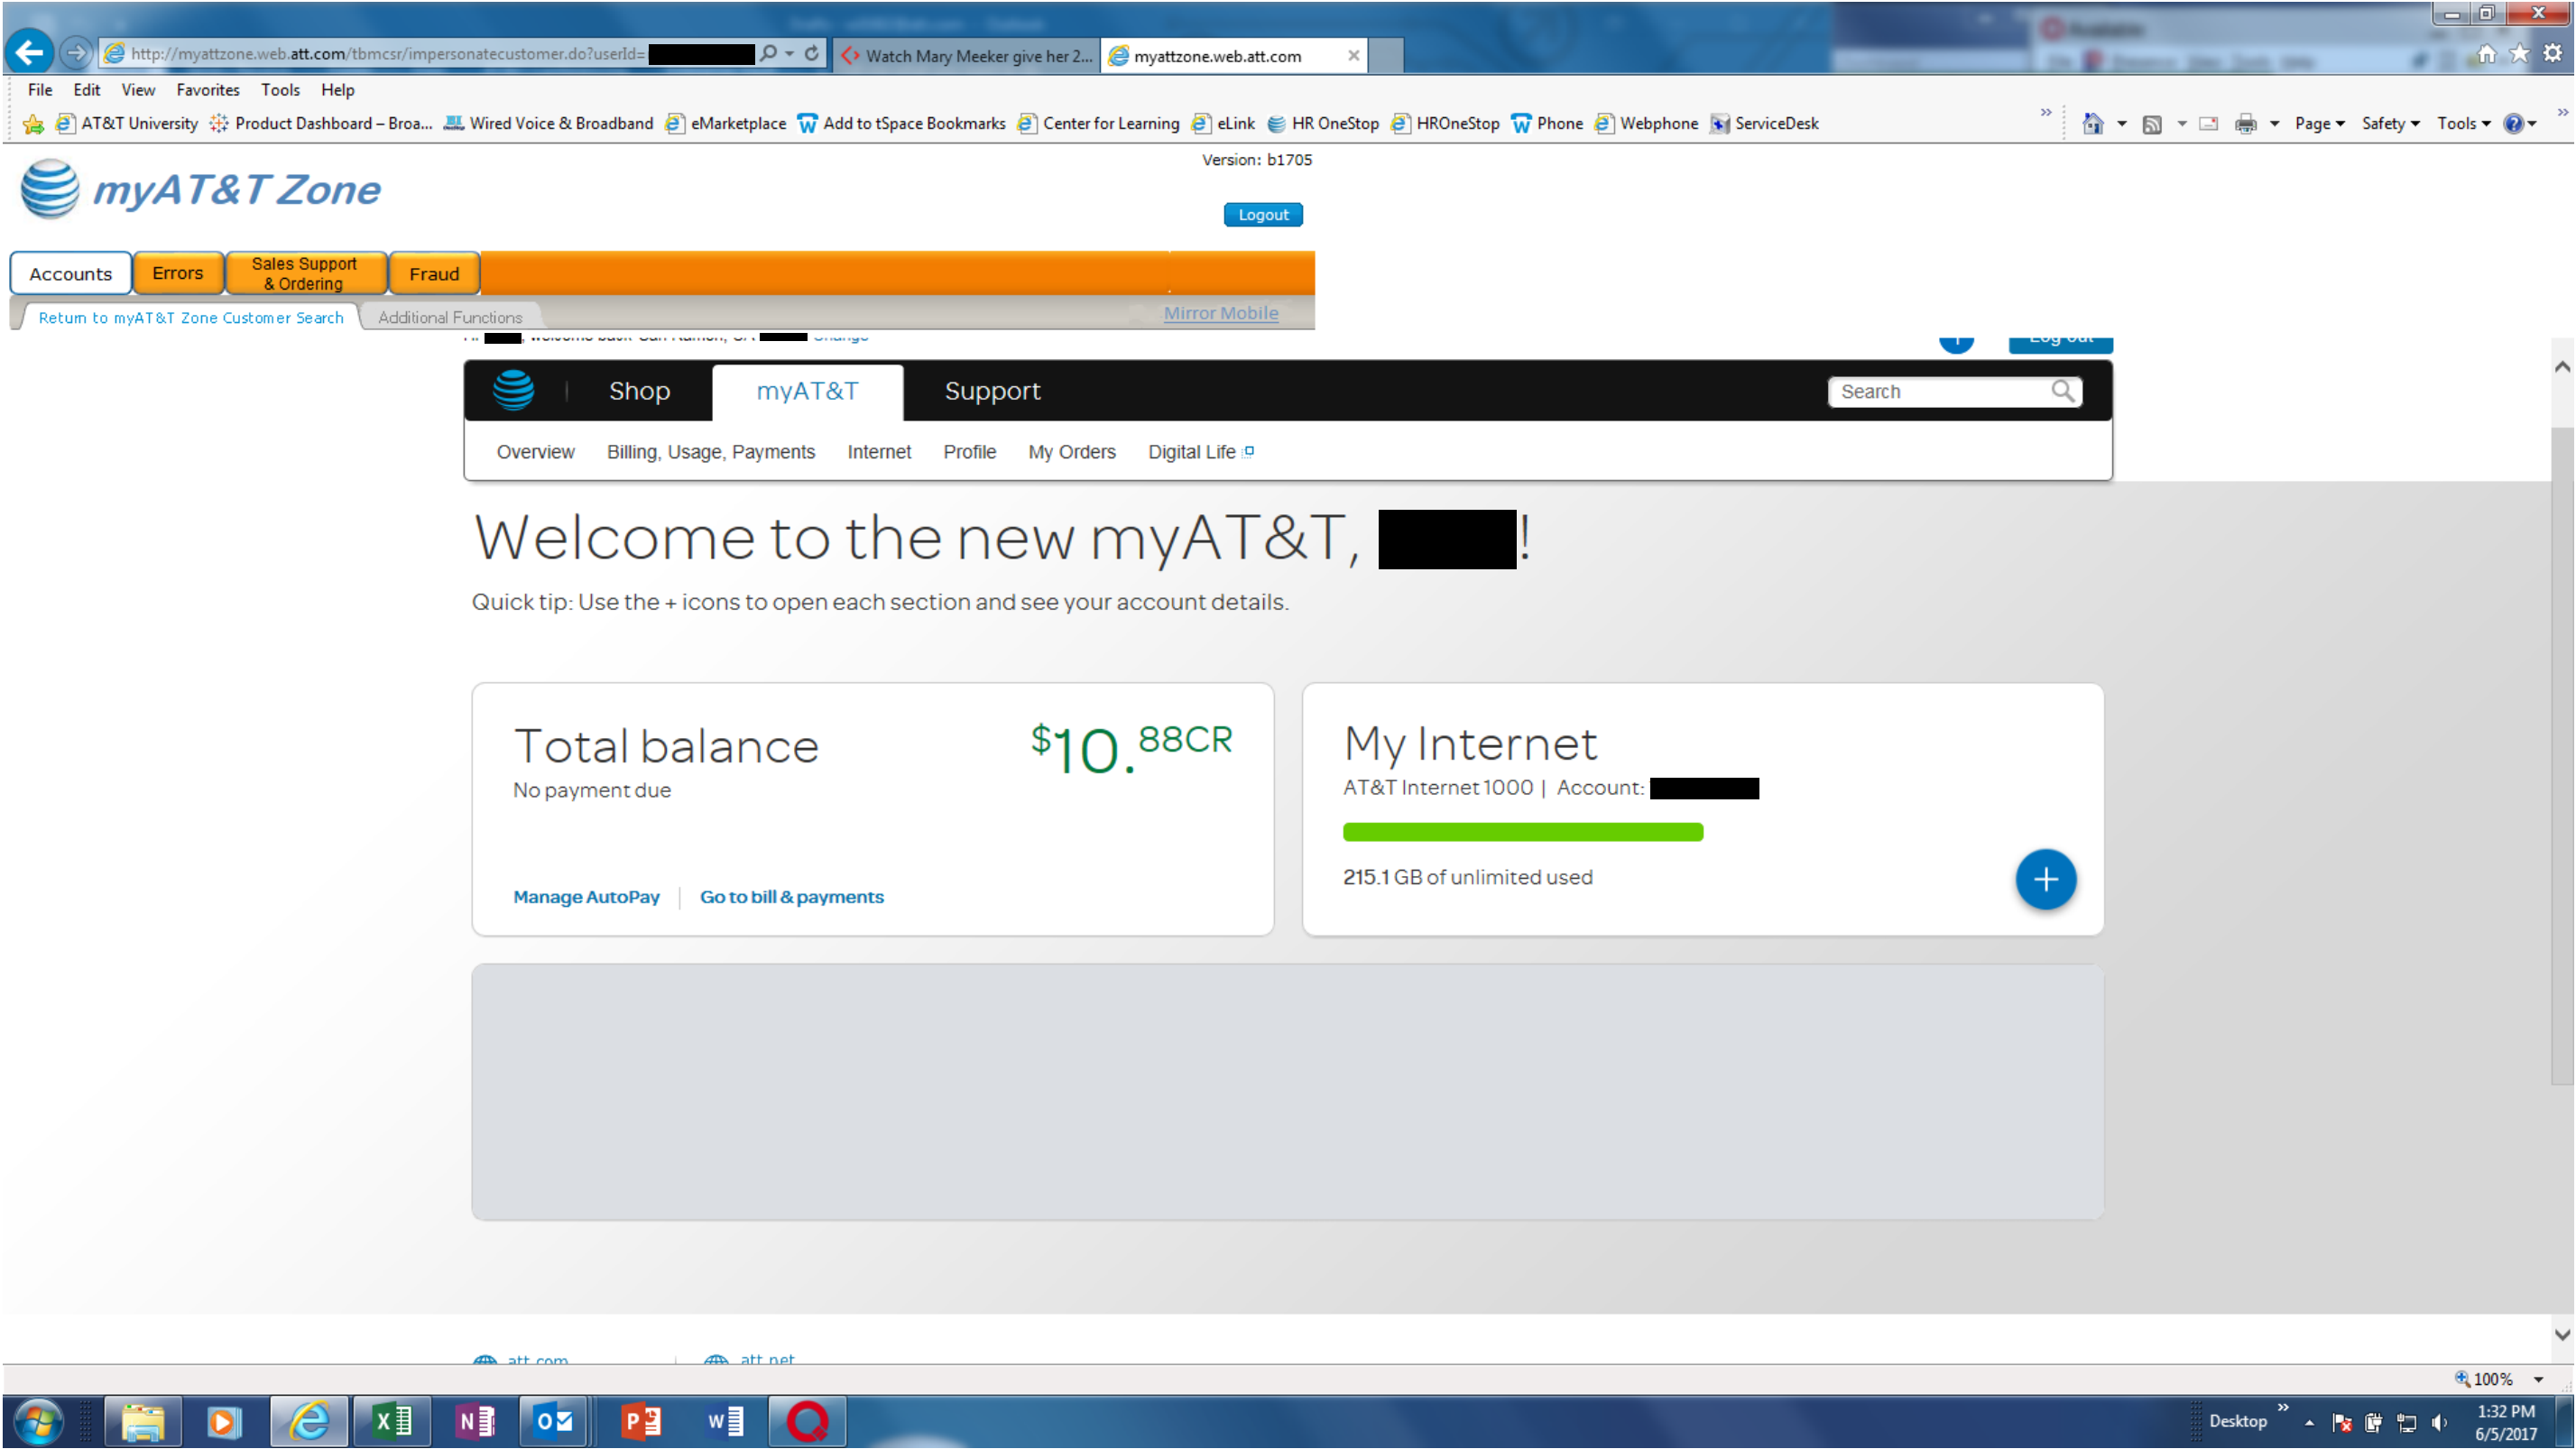 http://myattzone.web.att.com/tbmcsr/impersonatecustomer.do?userId=
Watch Mary Meeker give her 2...
myattzone.web.att.com
File Edit View Favorites Tools Help
AT&T University Product Dashboard – Broa... Wired Voice & Broadband eMarketplace Add to tSpace Bookmarks Center for Learning eLink HR OneStop HROneStop Phone Webphone ServiceDesk
Page Safety Tools
Version: b1705
myAT&T Zone
Logout
Accounts Errors Sales Support & Ordering Fraud
Return to myAT&T Zone Customer Search Additional Functions Mirror Mobile
Shop myAT&T Support Search
Overview Billing, Usage, Payments Internet Profile My Orders Digital Life
Welcome to the new myAT&T, !
Quick tip: Use the + icons to open each section and see your account details.
Total balance $10.88CR
No payment due
Manage AutoPay Go to bill & payments
My Internet
AT&T Internet 1000 | Account:
215.1 GB of unlimited used
att.com att.net
100%
Desktop
1:32 PM
6/5/2017